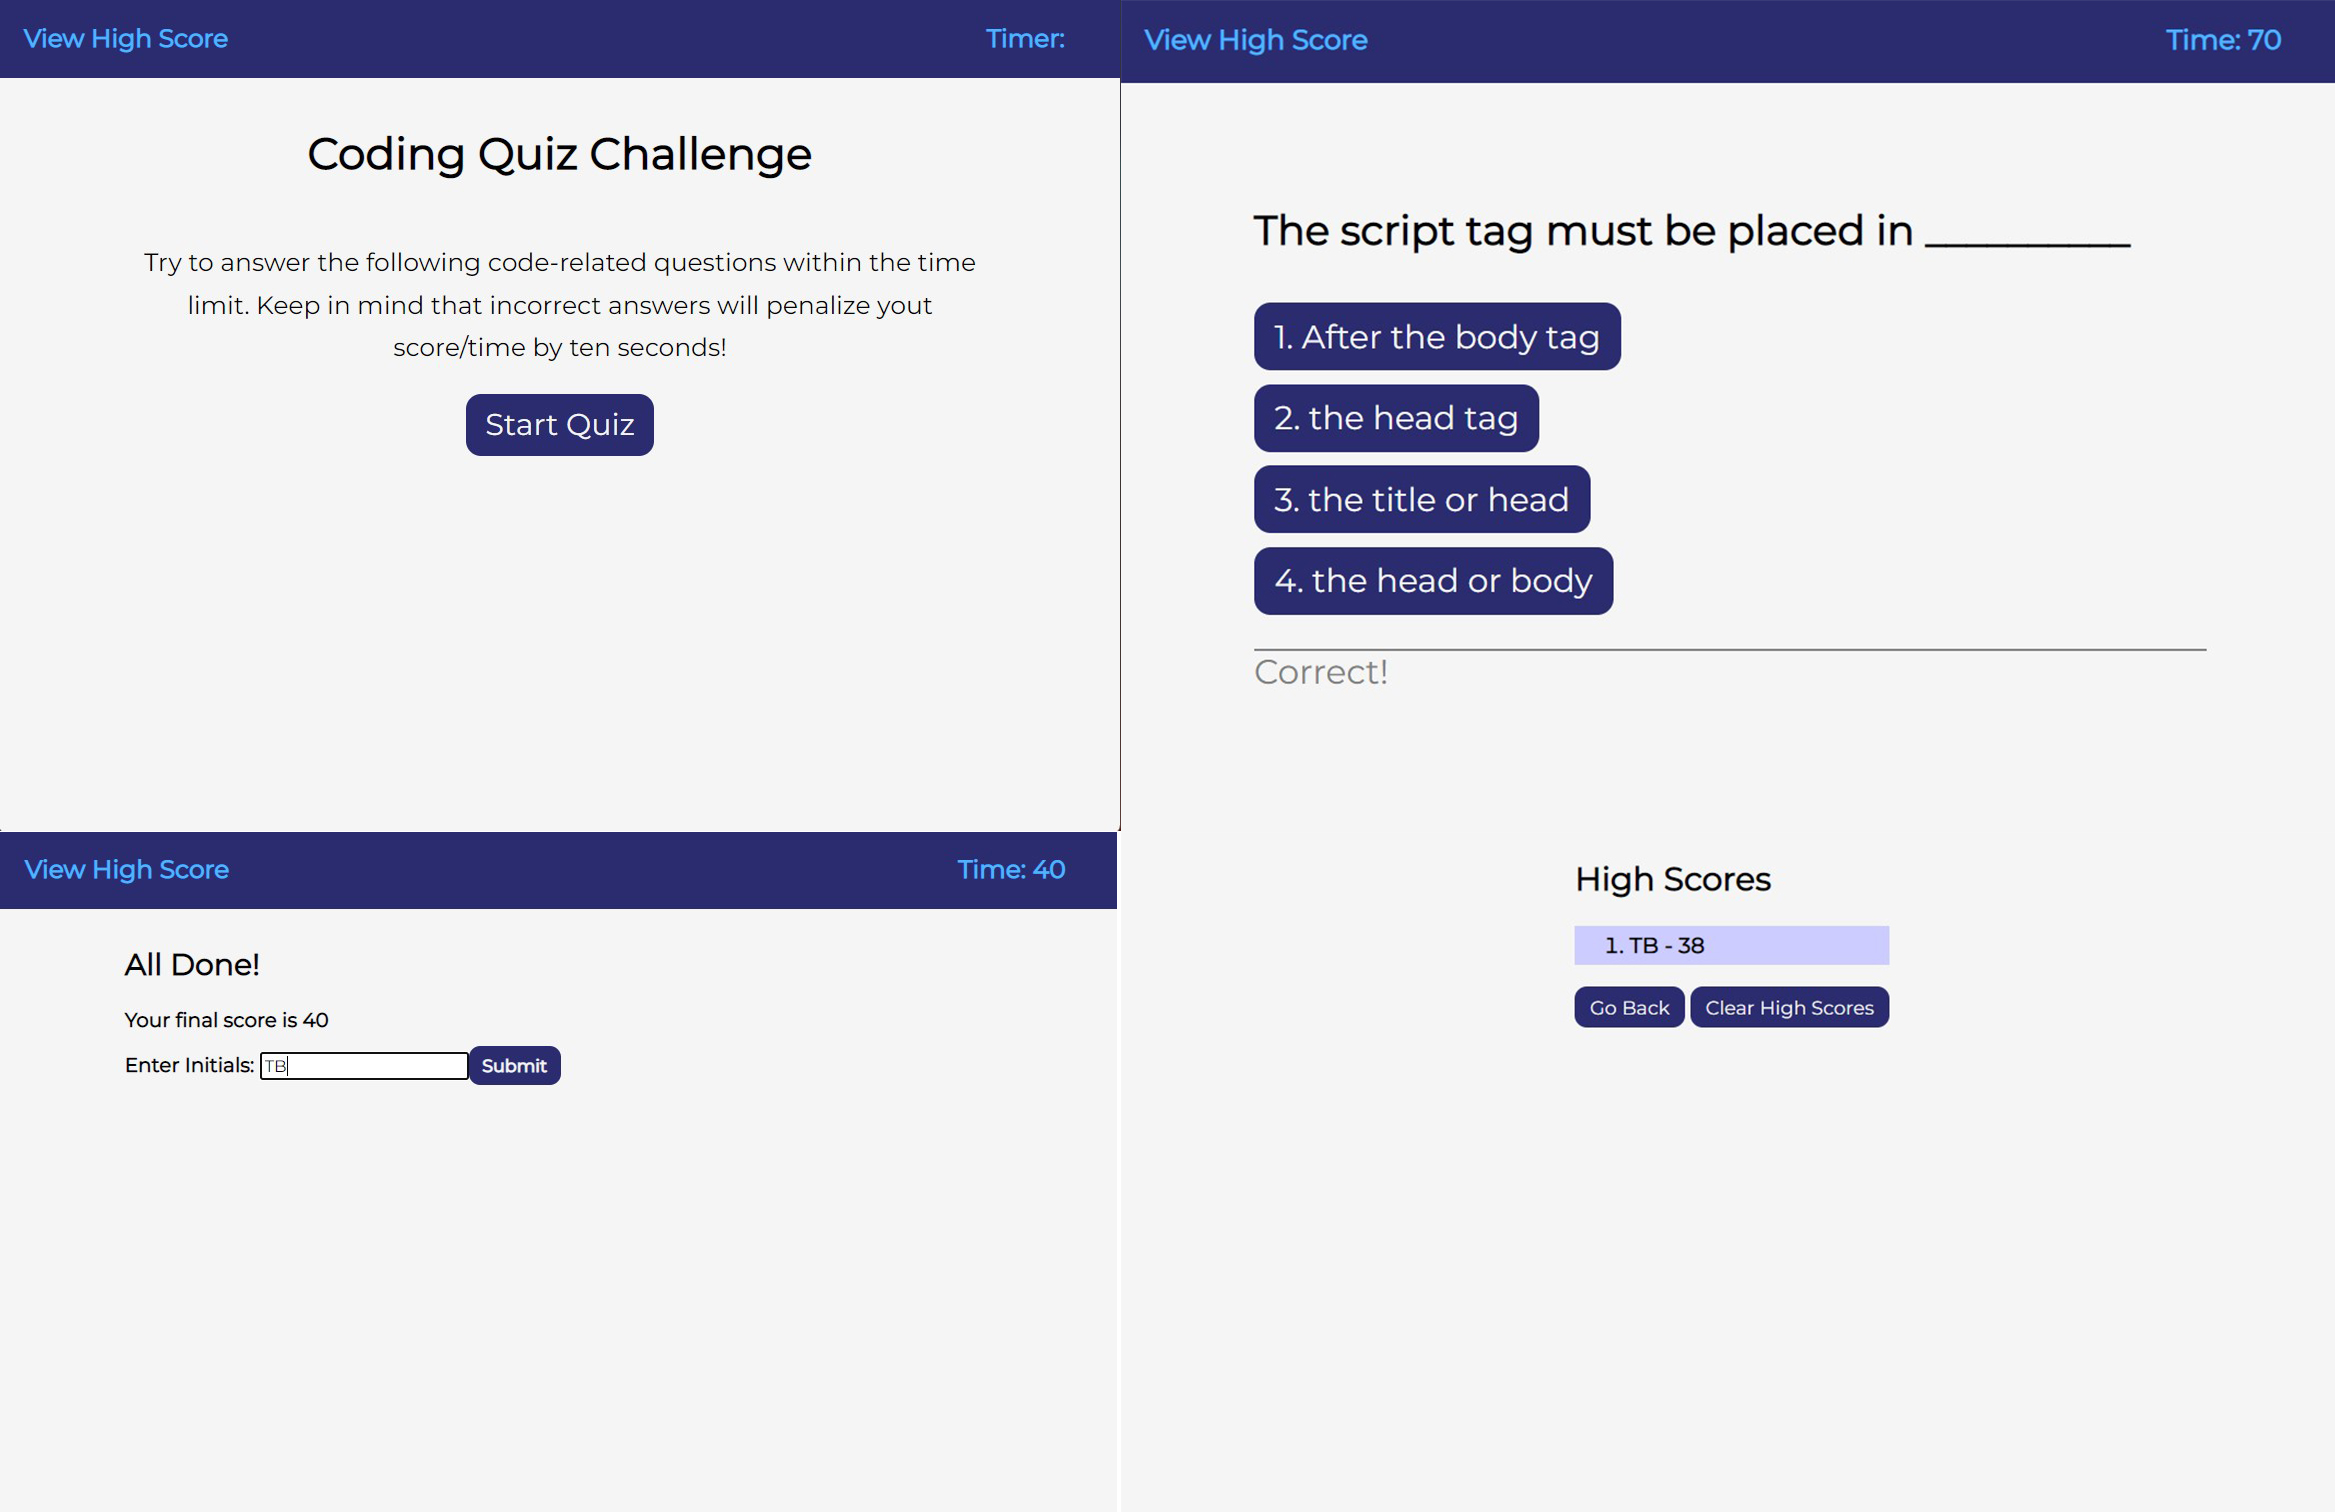 View High Score
Timer:
Coding Quiz Challenge
Try to answer the following code-related questions within the time
limit. Keep in mind that incorrect answers will penalize yout
score/time by ten seconds!
Start Quiz
View High Score
Time: 70
The script tag must be placed in __________
1. After the body tag
2. the head tag
3. the title or head
4. the head or body
Correct!
View High Score
Time: 40
All Done!
Your final score is 40
Enter Initials: TB Submit
High Scores
1. TB - 38
Go Back Clear High Scores